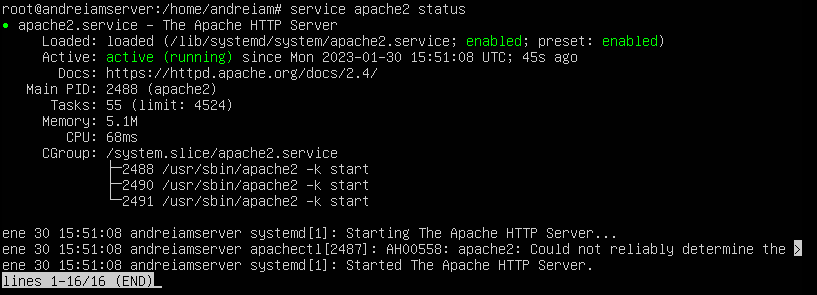 root@andreiamserver:/home/andreiam# service apache2 status
● apache2.service - The Apache HTTP Server
     Loaded: loaded (/lib/systemd/system/apache2.service; enabled; preset: enabled)
     Active: active (running) since Mon 2023-01-30 15:51:08 UTC; 45s ago
       Docs: https://httpd.apache.org/docs/2.4/
   Main PID: 2488 (apache2)
      Tasks: 55 (limit: 4524)
     Memory: 5.1M
        CPU: 68ms
     CGroup: /system.slice/apache2.service
             ├─2488 /usr/sbin/apache2 -k start
             ├─2490 /usr/sbin/apache2 -k start
             └─2491 /usr/sbin/apache2 -k start
ene 30 15:51:08 andreiamserver systemd[1]: Starting The Apache HTTP Server...
ene 30 15:51:08 andreiamserver apachectl[2487]: AH00558: apache2: Could not reliably determine the >
ene 30 15:51:08 andreiamserver systemd[1]: Started The Apache HTTP Server.
lines 1-16/16 (END)